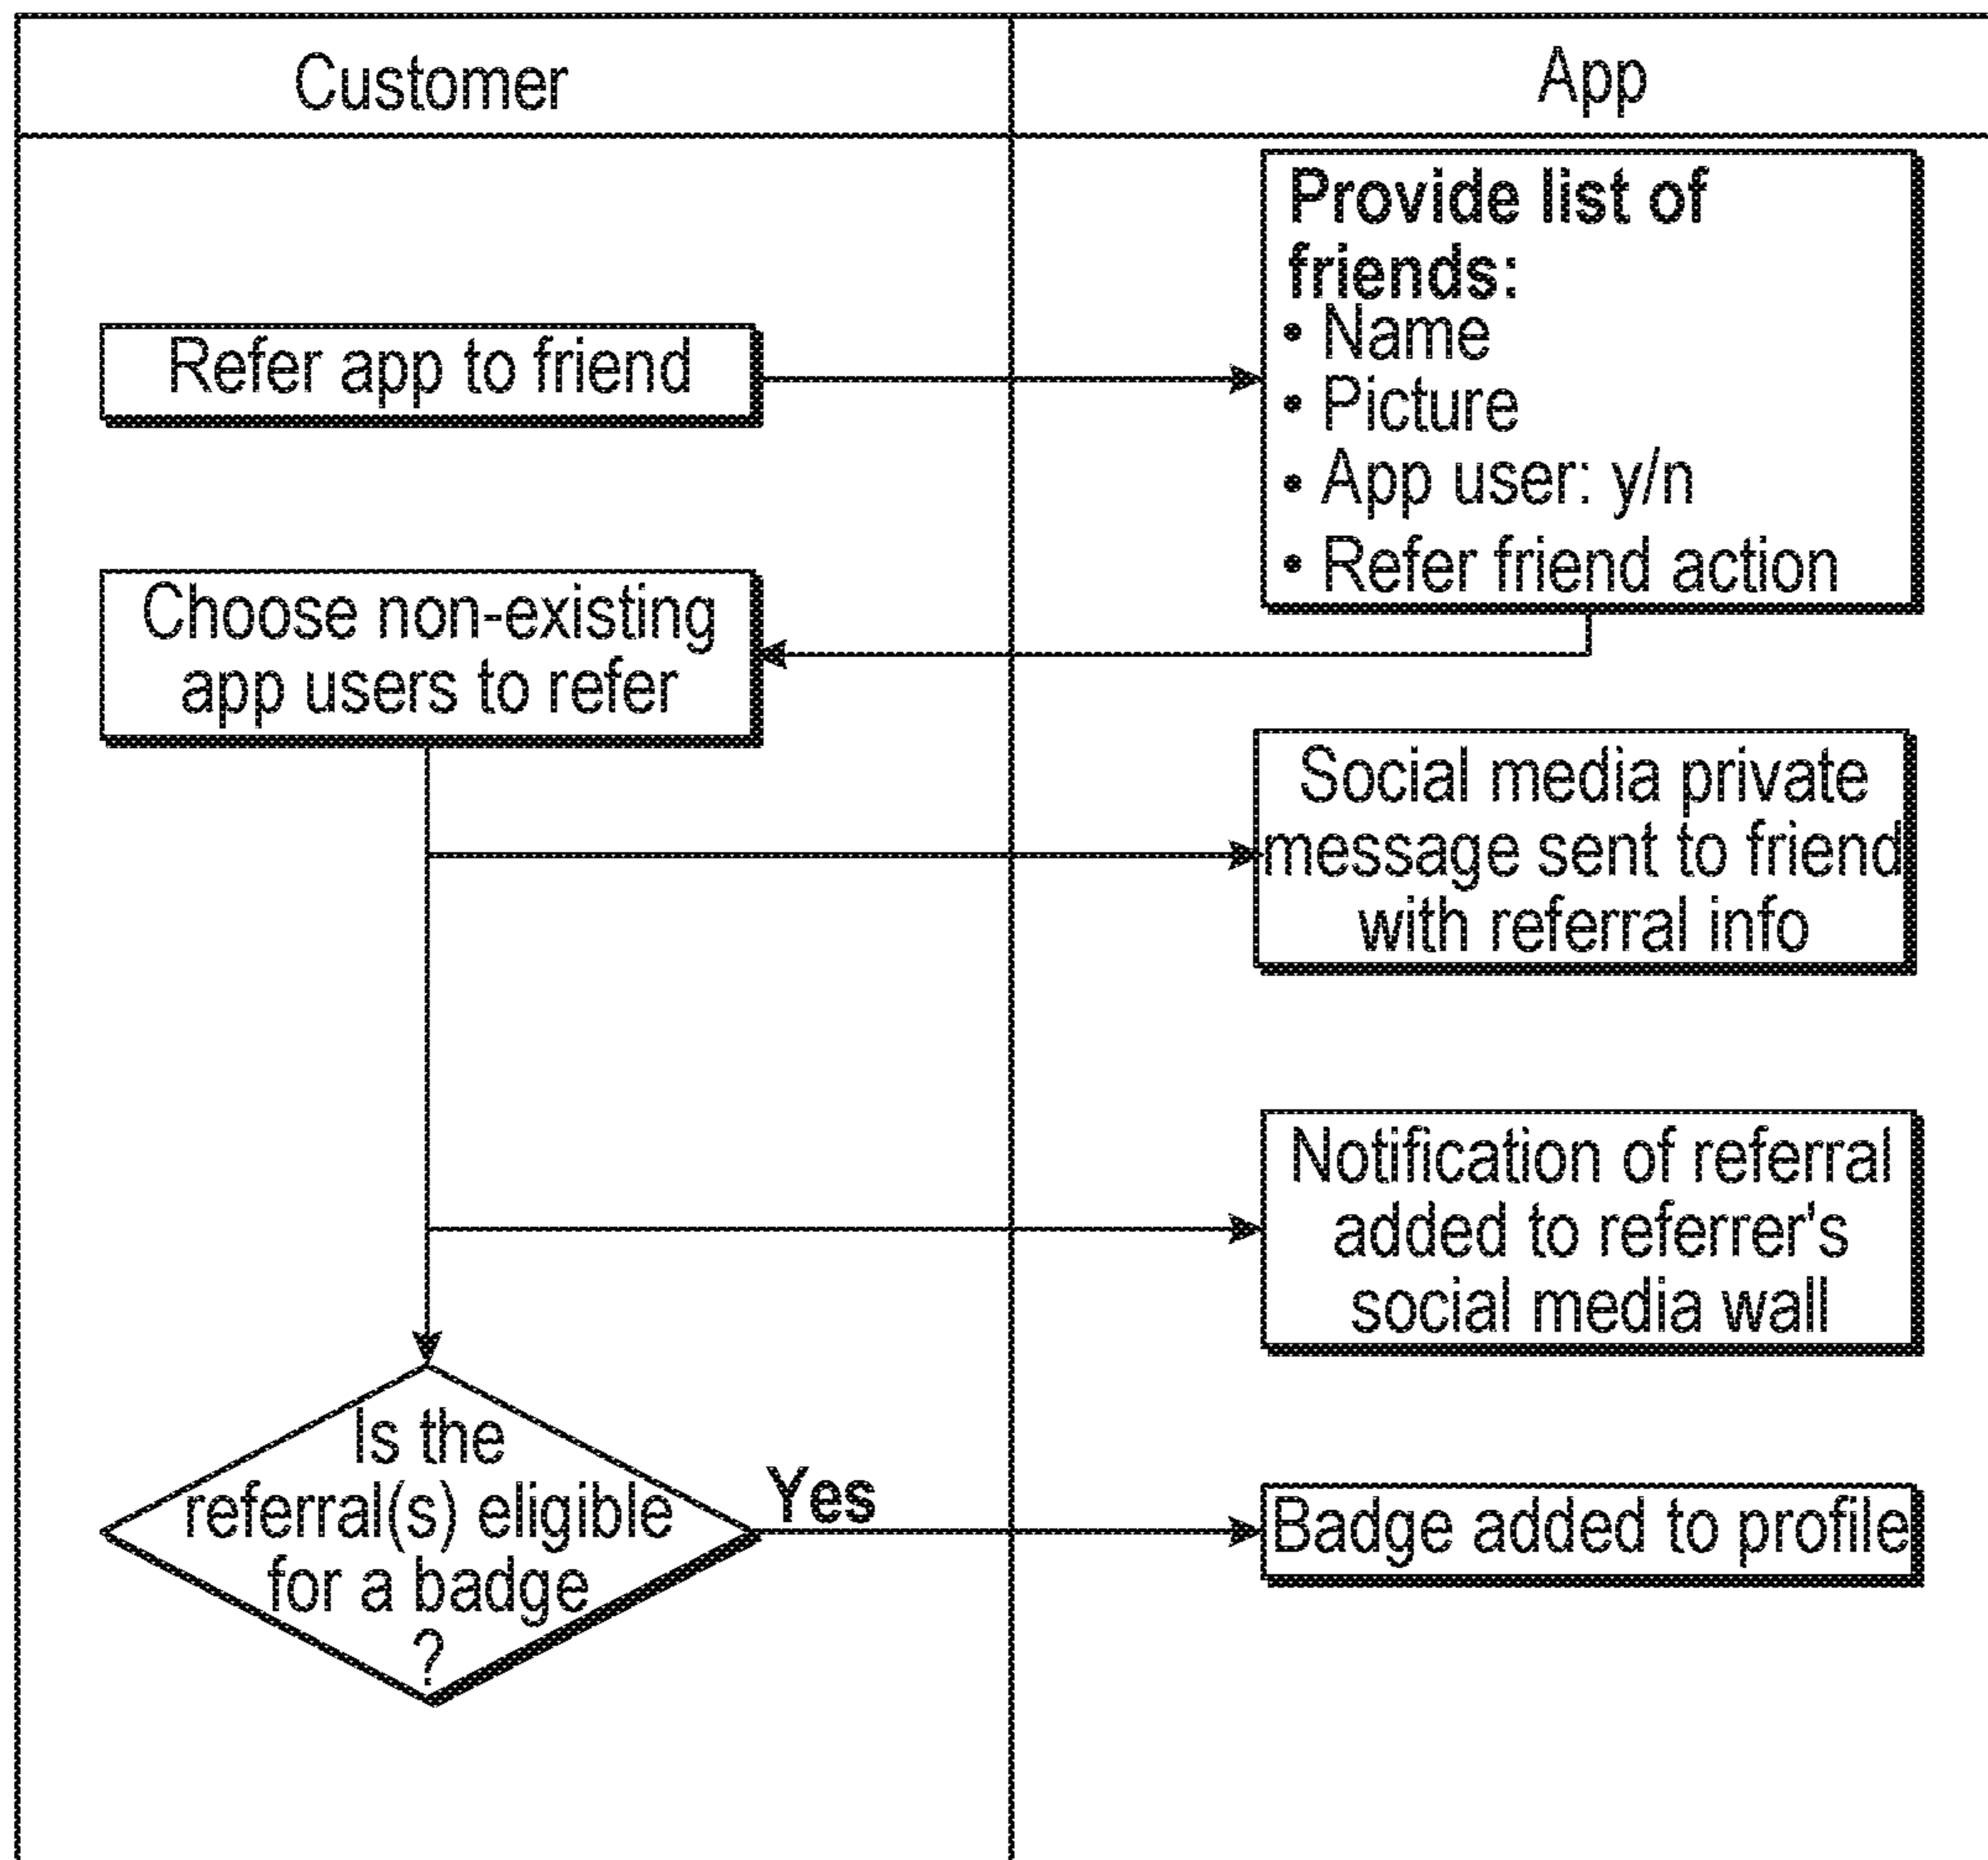 Customer
App
Provide list of
friends:
• Name
• Picture
• App user: y/n
• Refer friend action
Refer app to friend
Choose non-existing
app users to refer
Social media private
message sent to friend
with referral info
Notification of referral
added to referrer's
social media wall
Is the
referral(s) eligible
for a badge
?
Yes
Badge added to profile